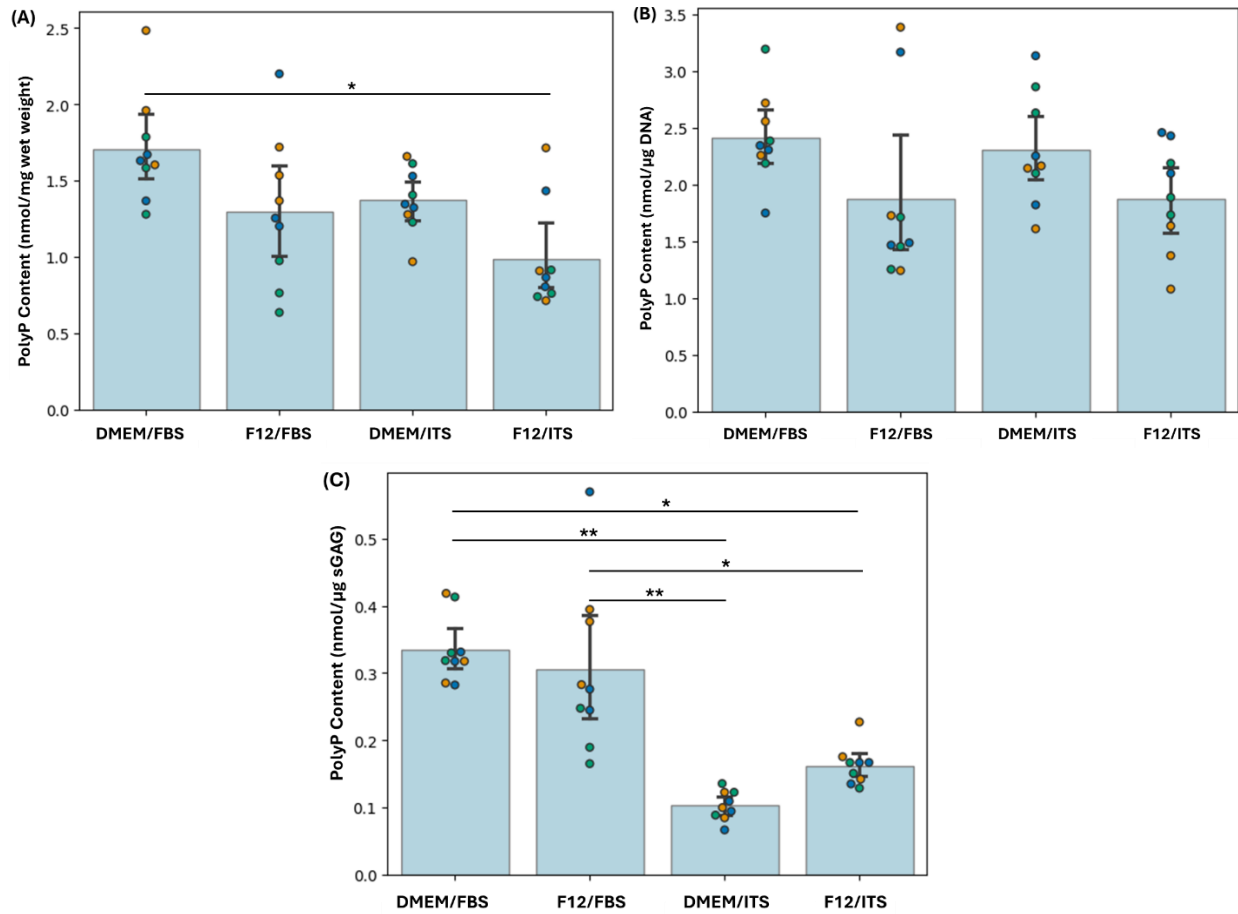 (A)
PolyP Content (nmol/mg wet weight)
2.5
2.0
1.5
1.0
0.5
0.0
*
DMEM/FBS F12/FBS DMEM/ITS F12/ITS
(B)
PolyP Content (nmol/µg DNA)
3.5
3.0
2.5
2.0
1.5
1.0
0.5
0.0
DMEM/FBS F12/FBS DMEM/ITS F12/ITS
(C)
PolyP Content (nmol/µg sGAG)
0.5
0.4
0.3
0.2
0.1
0.0
*
**
*
**
DMEM/FBS F12/FBS DMEM/ITS F12/ITS